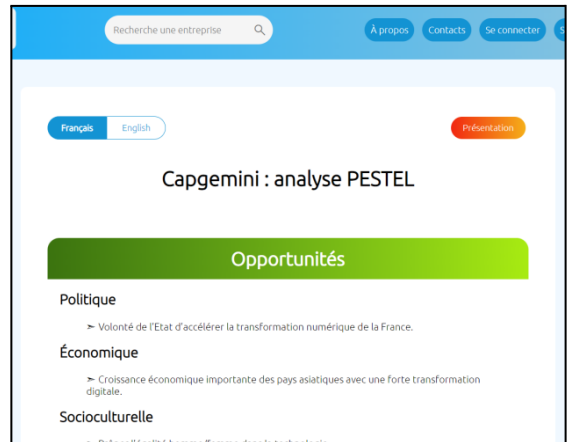 Recherche une entreprise
À propos
Contacts
Se connecter
Français
English
Présentation
Capgemini : analyse PESTEL
Opportunités
Politique
➣ Volonté de l'Etat d'accélérer la transformation numérique de la France.
Économique
➣ Croissance économique importante des pays asiatiques avec une forte transformation
digitale.
Socioculturelle